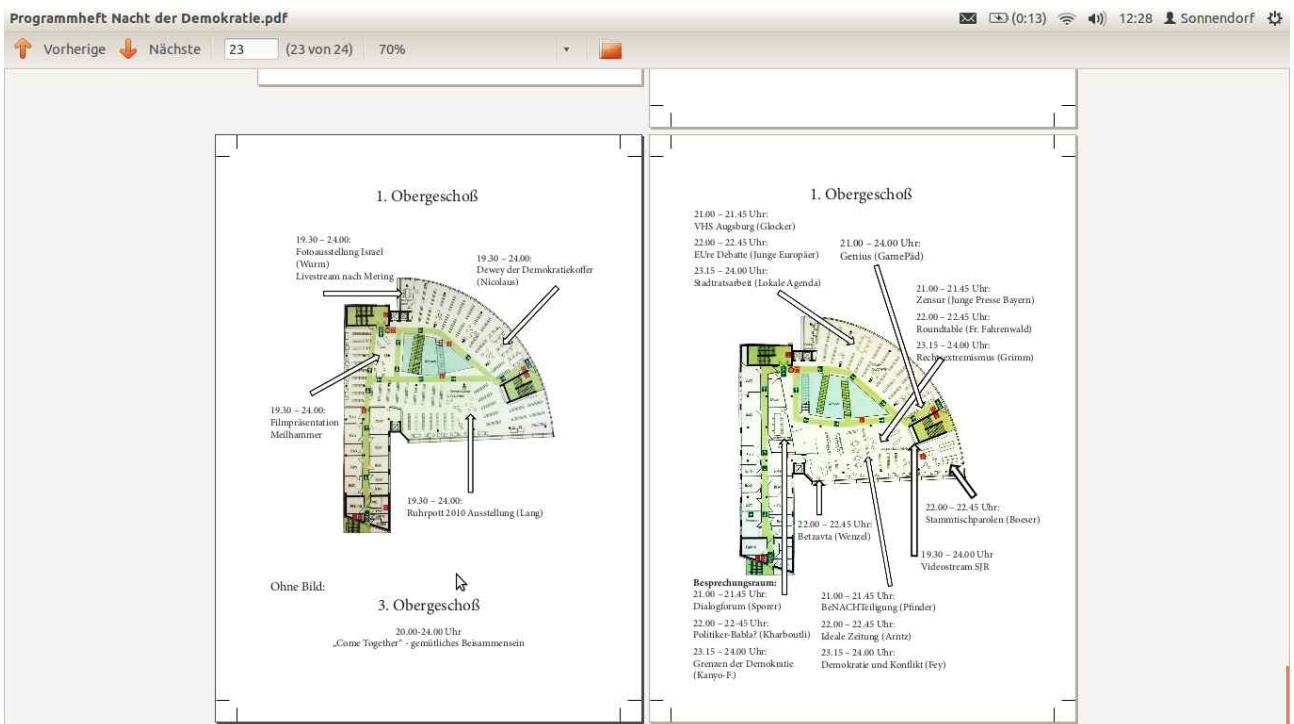 Programmheft Nacht der Demokratie.pdf
(0:13) 12:28 Sonnendorf
Vorherige Nächste 23 (23 von 24) 70%
1. Obergeschoß
19.30 – 24.00:
Fotoausstellung Israel
(Wurm)
Livestream nach Mering
19.30 – 24.00:
Dewey der Demokratiekoffer
(Nicolaus)
19.30 – 24.00:
Filmpräsentation
Meilhammer
19.30 – 24.00:
Ruhrpott 2010 Ausstellung (Lang)
Ohne Bild:
3. Obergeschoß
20.00-24.00 Uhr
„Come Together“ - gemütliches Beisammensein
1. Obergeschoß
21.00 – 21.45 Uhr:
VHS Augsburg (Glocker)
22.00 – 22.45 Uhr:
EUre Debatte (Junge Europäer)
23.15 – 24.00 Uhr:
Stadtratsarbeit (Lokale Agenda)
21.00 – 24.00 Uhr:
Genius (GamePäd)
21.00 – 21.45 Uhr:
Zensur (Junge Presse Bayern)
22.00 – 22.45 Uhr:
Roundtable (Fr. Fahrenwald)
23.15 – 24.00 Uhr:
Rechtsextremismus (Grimm)
22.00 – 22.45 Uhr:
Stammtischparolen (Boeser)
22.00 – 22.45 Uhr:
Betzavta (Wenzel)
19.30 – 24.00 Uhr
Videostream SJR
Besprechungsraum:
21.00 – 21.45 Uhr:
Dialogforum (Sporer)
22.00 – 22-45 Uhr:
Politiker-Babla? (Kharboutli)
23.15 – 24.00 Uhr:
Grenzen der Demokratie
(Kanyo-F.)
21.00 – 21.45 Uhr:
BeNACHTeiligung (Pfinder)
22.00 – 22.45 Uhr:
Ideale Zeitung (Arntz)
23.15 – 24.00 Uhr:
Demokratie und Konflikt (Fey)